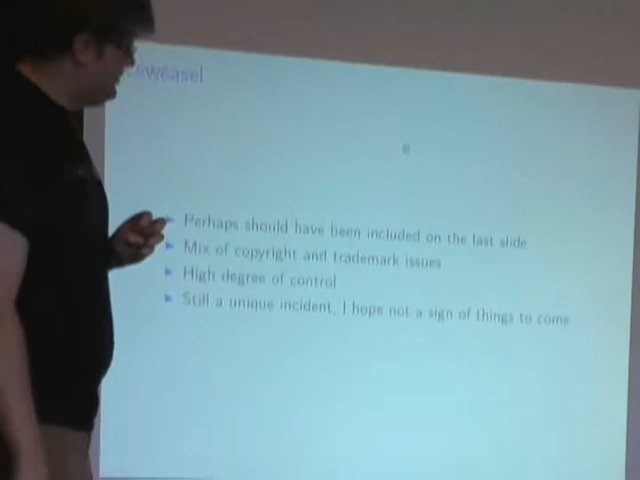 ceweasel
Perhaps should have been included on the last slide
Mix of copyright and trademark issues
High degree of control
Still a unique incident, I hope not a sign of things to come